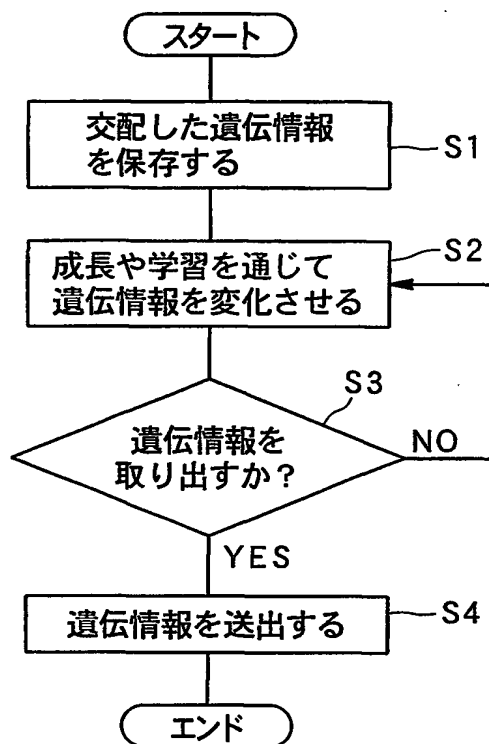 スタート
交配した遺伝情報
を保存する
S1
成長や学習を通じて
遺伝情報を変化させる
S2
遺伝情報を
取り出すか?
S3
NO
YES
遺伝情報を送出する
S4
エンド